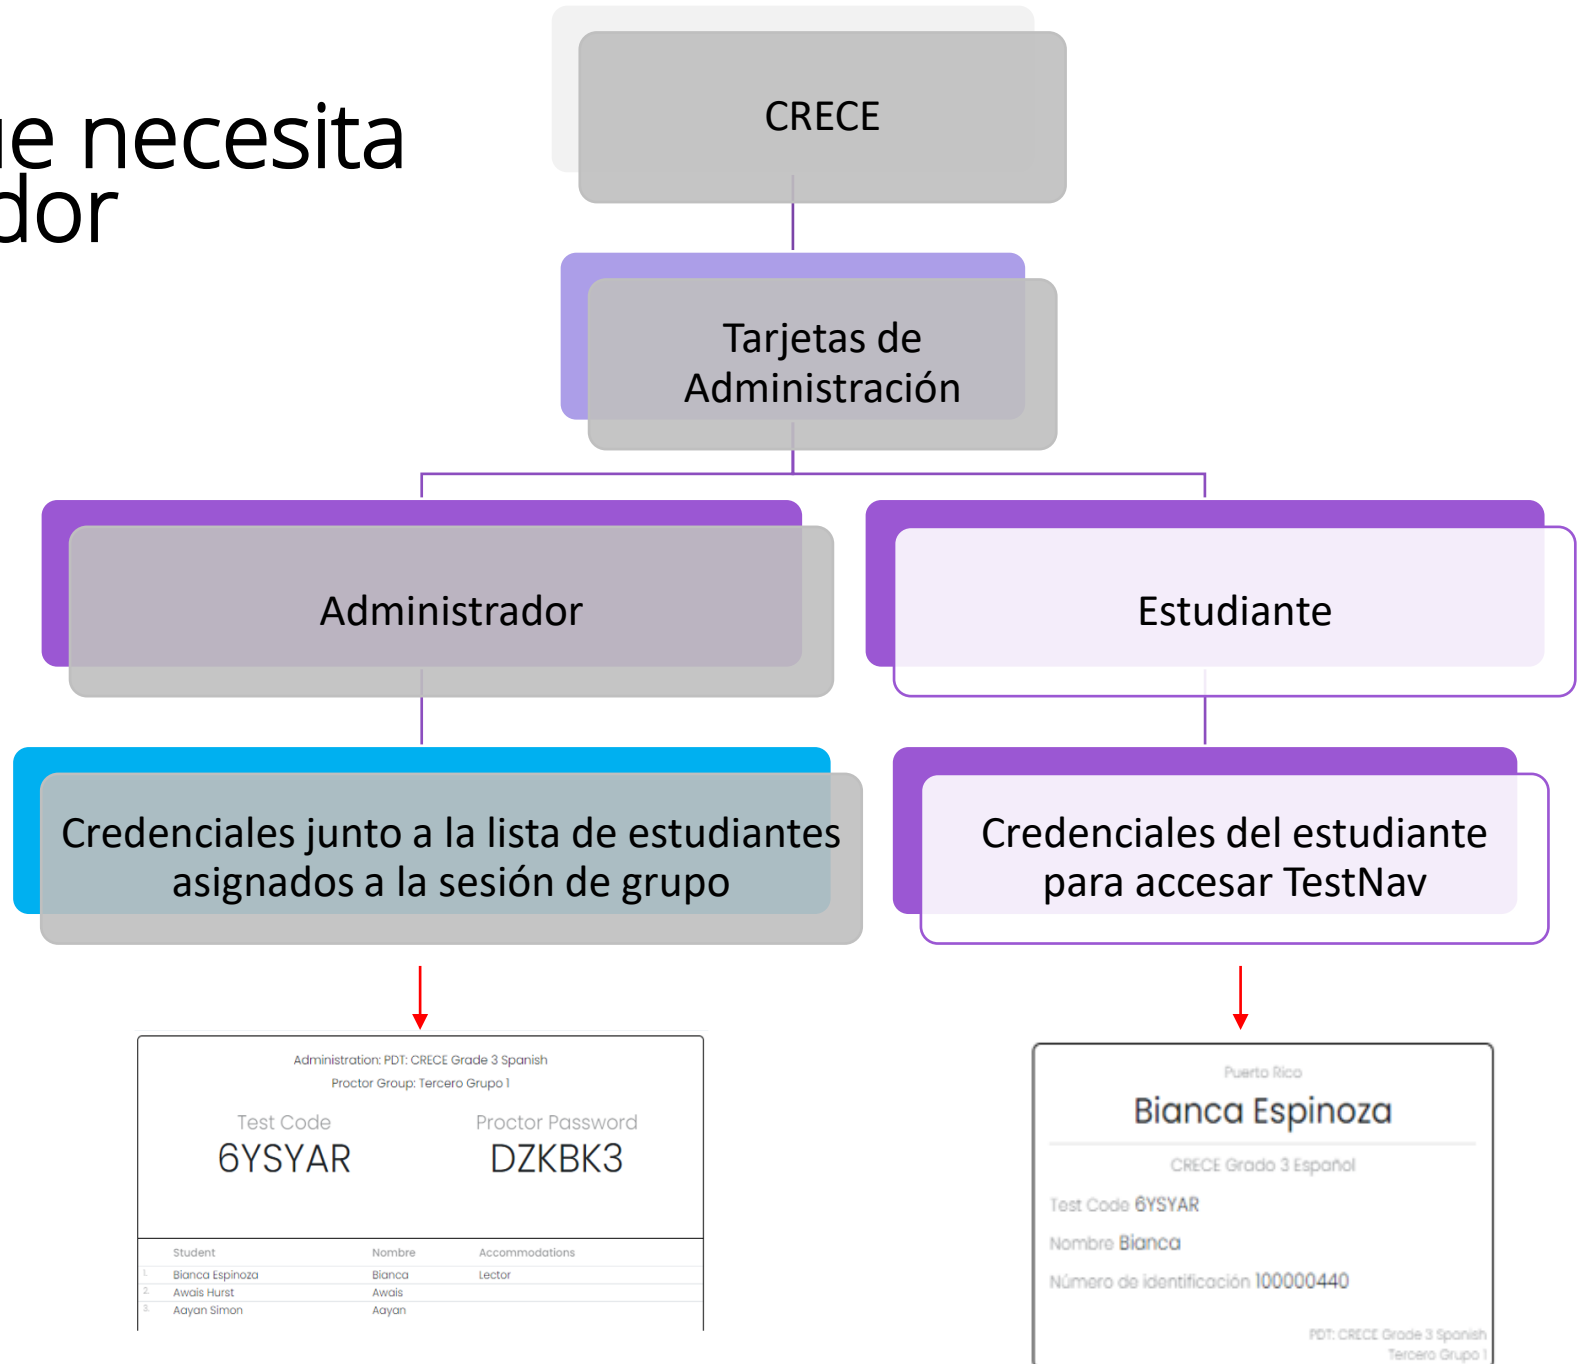 necesita
CRECE
Tarjetas de
Administración
Administrador
Estudiante
Credenciales junto a la lista de estudiantes
asignados a la sesión de grupo
Credenciales del estudiante
para accesar TestNav
Administration: PDT: CRECE Grade 3 Spanish
Proctor Group: Tercero Grupo 1
Test Code
Proctor Password
6YSYAR
DZKBK3
Student Nombre Accommodations
1. Bianca Espinoza Bianca Lector
2. Awais Hurst Awais
3. Aayan Simon Aayan
Puerto Rico
Bianca Espinoza
CRECE Grado 3 Español
Test Code 6YSYAR
Nombre Bianca
Número de identificación 100000440
PDT: CRECE Grade 3 Spanish
Tercero Grupo 1